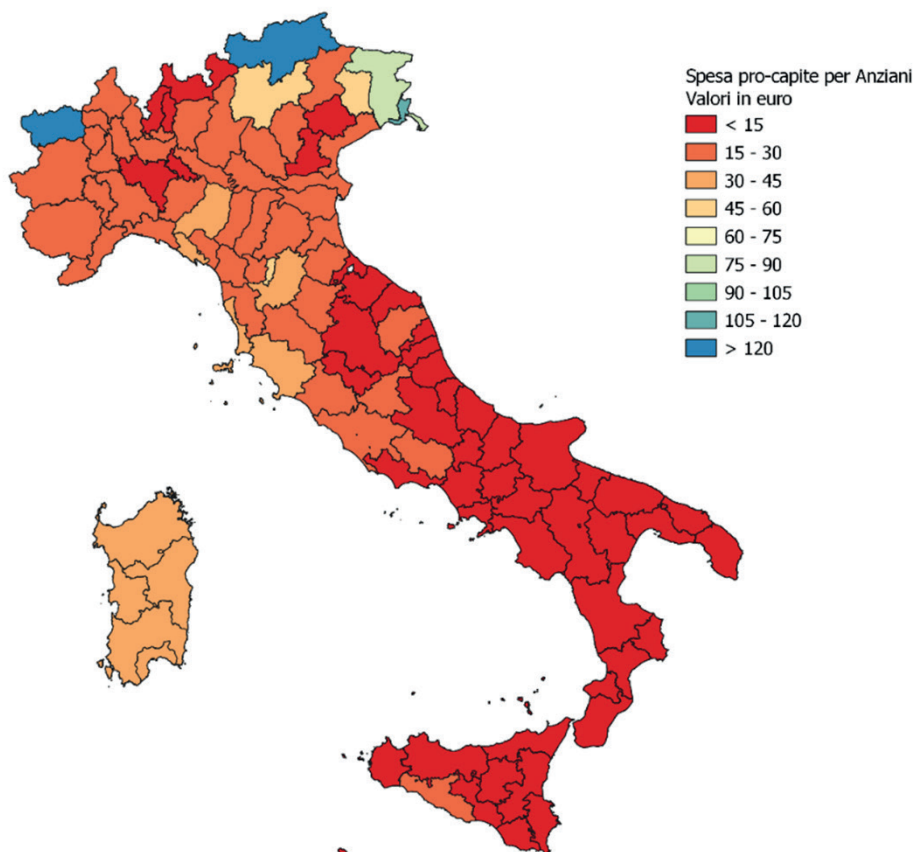 Spesa pro-capite per Anziani
Valori in euro
< 15
15 - 30
30 - 45
45 - 60
60 - 75
75 - 90
90 - 105
105 - 120
> 120